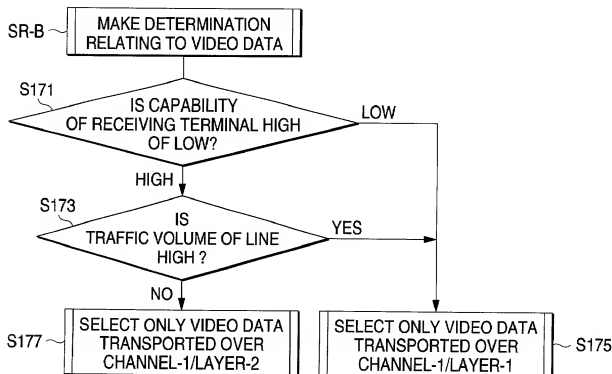 SR-B
MAKE DETERMINATION
RELATING TO VIDEO DATA
S171
IS CAPABILITY
OF RECEIVING TERMINAL HIGH
OF LOW?
LOW
HIGH
S173
IS
TRAFFIC VOLUME OF LINE
HIGH ?
YES
NO
S177
SELECT ONLY VIDEO DATA
TRANSPORTED OVER
CHANNEL-1/LAYER-2
SELECT ONLY VIDEO DATA
TRANSPORTED OVER
CHANNEL-1/LAYER-1
S175